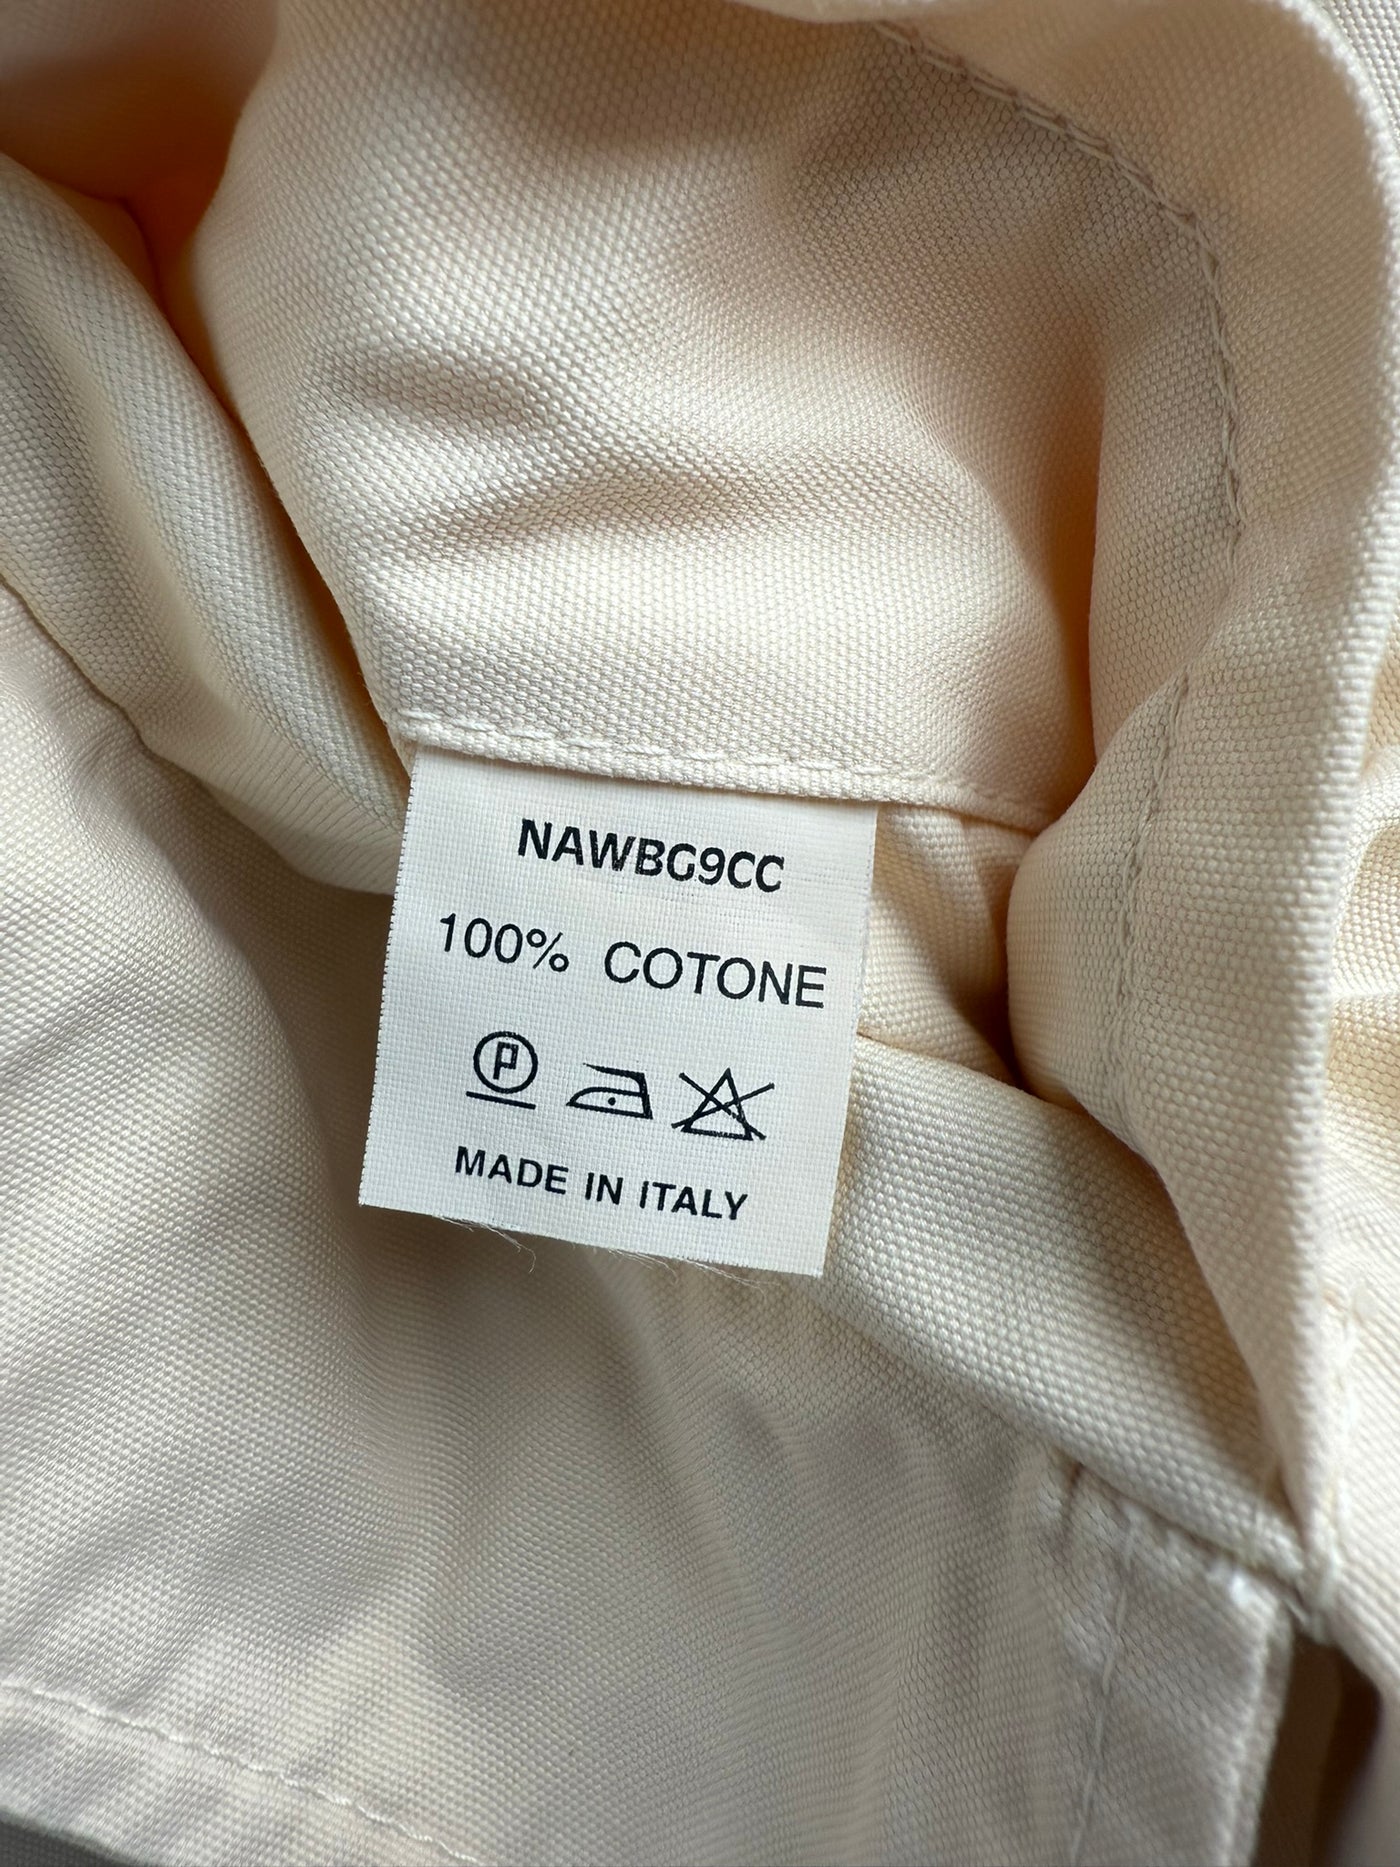 NAWBG9CC
100% COTONE
P
MADE IN ITALY